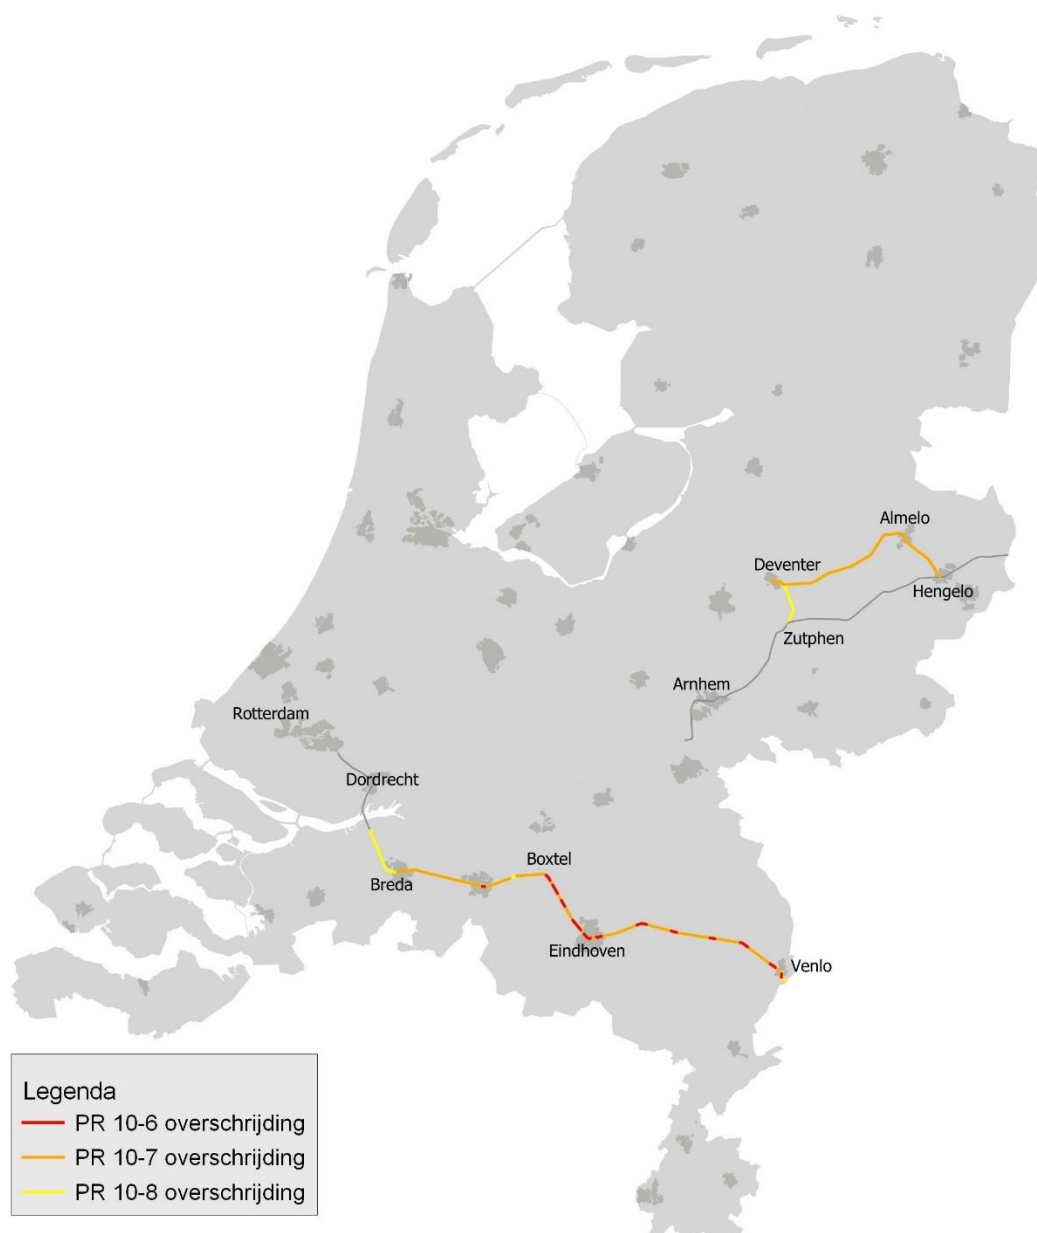 Almelo
Deventer
Hengelo
Zutphen
Arnhem
Rotterdam
Dordrecht
Boxtel
Breda
Eindhoven
Venlo
Legenda
PR 10-6 overschrijding
PR 10-7 overschrijding
PR 10-8 overschrijding